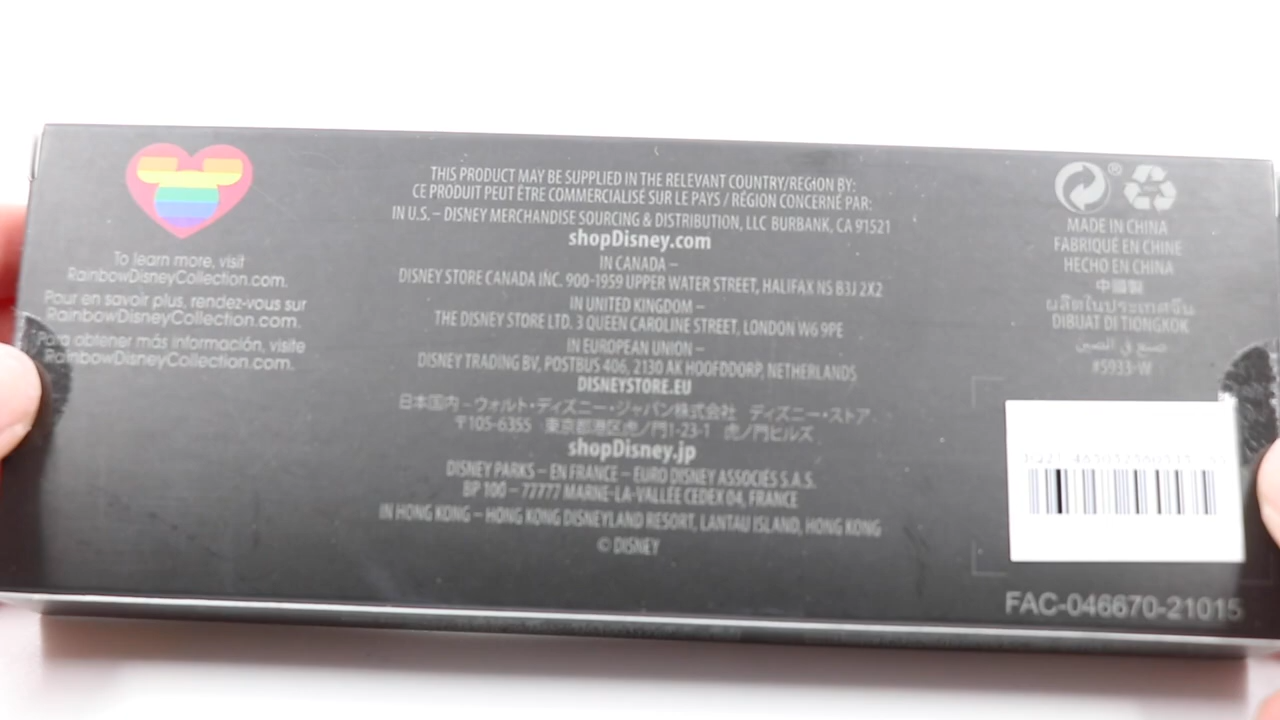 To learn more, visit
RainbowDisneyCollection.com.
Pour en savoir plus, rendez-vous sur
RainbowDisneyCollection.com.
Para obtener más información, visite
RainbowDisneyCollection.com.
THIS PRODUCT MAY BE SUPPLIED IN THE RELEVANT COUNTRY/REGION BY:
CE PRODUIT PEUT ÊTRE COMMERCIALISÉ SUR LE PAYS / RÉGION CONCERNÉ PAR:
IN U.S. – DISNEY MERCHANDISE SOURCING & DISTRIBUTION, LLC BURBANK, CA 91521
shopDisney.com
IN CANADA –
DISNEY STORE CANADA INC. 900-1959 UPPER WATER STREET, HALIFAX NS B3J 2X2
IN UNITED KINGDOM –
THE DISNEY STORE LTD. 3 QUEEN CAROLINE STREET, LONDON W6 9PE
IN EUROPEAN UNION –
DISNEY TRADING BV, POSTBUS 406, 2130 AK HOOFDDORP, NETHERLANDS
DISNEYSTORE.EU
日本国内 – ウォルト・ディズニー・ジャパン株式会社 ディズニー・ストア
〒105-6355 東京都港区虎ノ門1-23-1 虎ノ門ヒルズ
shopDisney.jp
DISNEY PARKS – EN FRANCE – EURO DISNEY ASSOCIÉS S.A.S.
BP 100 – 77777 MARNE-LA-VALLÉE CEDEX 04, FRANCE
IN HONG KONG – HONG KONG DISNEYLAND RESORT, LANTAU ISLAND, HONG KONG
© DISNEY
®
MADE IN CHINA
FABRIQUÉ EN CHINE
HECHO EN CHINA
中國製
ผลิตในประเทศจีน
DIBUAT DI TIONGKOK
صنع في الصين
#5933-W
FAC-046670-21015